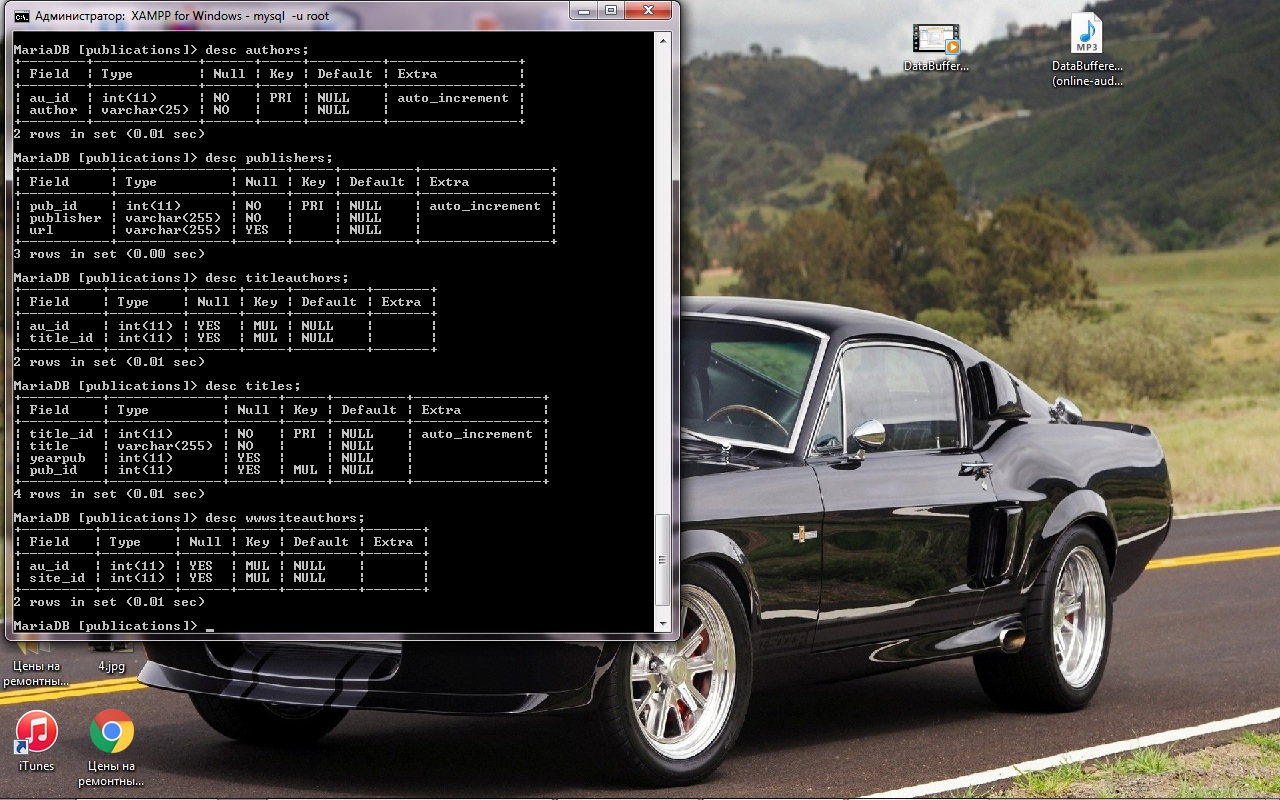 Администратор: XAMPP for Windows - mysql -u root
MariaDB [publications]> desc authors;
+--------+-------------+------+-----+---------+----------------+
| Field | Type | Null | Key | Default | Extra |
+--------+-------------+------+-----+---------+----------------+
| au_id | int(11) | NO | PRI | NULL | auto_increment |
| author | varchar(25) | NO | | NULL | |
+--------+-------------+------+-----+---------+----------------+
2 rows in set (0.01 sec)
MariaDB [publications]> desc publishers;
+-----------+--------------+------+-----+---------+----------------+
| Field | Type | Null | Key | Default | Extra |
+-----------+--------------+------+-----+---------+----------------+
| pub_id | int(11) | NO | PRI | NULL | auto_increment |
| publisher | varchar(255) | NO | | NULL | |
| url | varchar(255) | YES | | NULL | |
+-----------+--------------+------+-----+---------+----------------+
3 rows in set (0.00 sec)
MariaDB [publications]> desc titleauthors;
+----------+---------+------+-----+---------+-------+
| Field | Type | Null | Key | Default | Extra |
+----------+---------+------+-----+---------+-------+
| au_id | int(11) | YES | MUL | NULL | |
| title_id | int(11) | YES | MUL | NULL | |
+----------+---------+------+-----+---------+-------+
2 rows in set (0.01 sec)
MariaDB [publications]> desc titles;
+----------+--------------+------+-----+---------+----------------+
| Field | Type | Null | Key | Default | Extra |
+----------+--------------+------+-----+---------+----------------+
| title_id | int(11) | NO | PRI | NULL | auto_increment |
| title | varchar(255) | NO | | NULL | |
| yearpub | int(11) | YES | | NULL | |
| pub_id | int(11) | YES | MUL | NULL | |
+----------+--------------+------+-----+---------+----------------+
4 rows in set (0.01 sec)
MariaDB [publications]> desc wwwsiteauthors;
+---------+---------+------+-----+---------+-------+
| Field | Type | Null | Key | Default | Extra |
+---------+---------+------+-----+---------+-------+
| au_id | int(11) | YES | MUL | NULL | |
| site_id | int(11) | YES | MUL | NULL | |
+---------+---------+------+-----+---------+-------+
2 rows in set (0.01 sec)
MariaDB [publications]> _
DataBuffer...
MP3
DataBuffere...
(online-aud...
Цены на
ремонтны...
4.jpg
iTunes
Цены на
ремонтны...